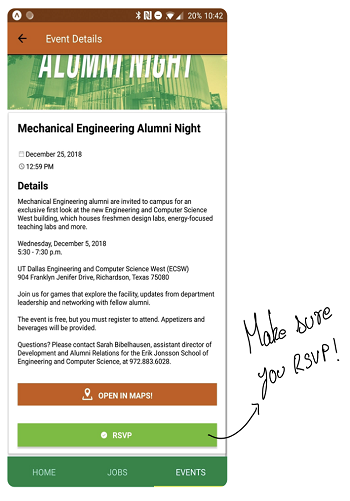 20% 10:42
Event Details
ALUMNI NIGHT
Mechanical Engineering Alumni Night
December 25, 2018
12:59 PM
Details
Mechanical Engineering alumni are invited to campus for an
exclusive first look at the new Engineering and Computer Science
West building, which houses freshmen design labs, energy-focused
teaching labs and more.
Wednesday, December 5, 2018
5:30 - 7:30 p.m.
UT Dallas Engineering and Computer Science West (ECSW)
904 Franklyn Jenifer Drive, Richardson, Texas 75080
Join us for games that explore the facility, updates from department
leadership and networking with fellow alumni.
The event is free, but you must register to attend. Appetizers and
beverages will be provided.
Questions? Please contact Sarah Bibelhausen, assistant director of
Development and Alumni Relations for the Erik Jonsson School of
Engineering and Computer Science, at 972.883.6028.
OPEN IN MAPS!
RSVP
Make sure
you RSVP!
HOME JOBS EVENTS